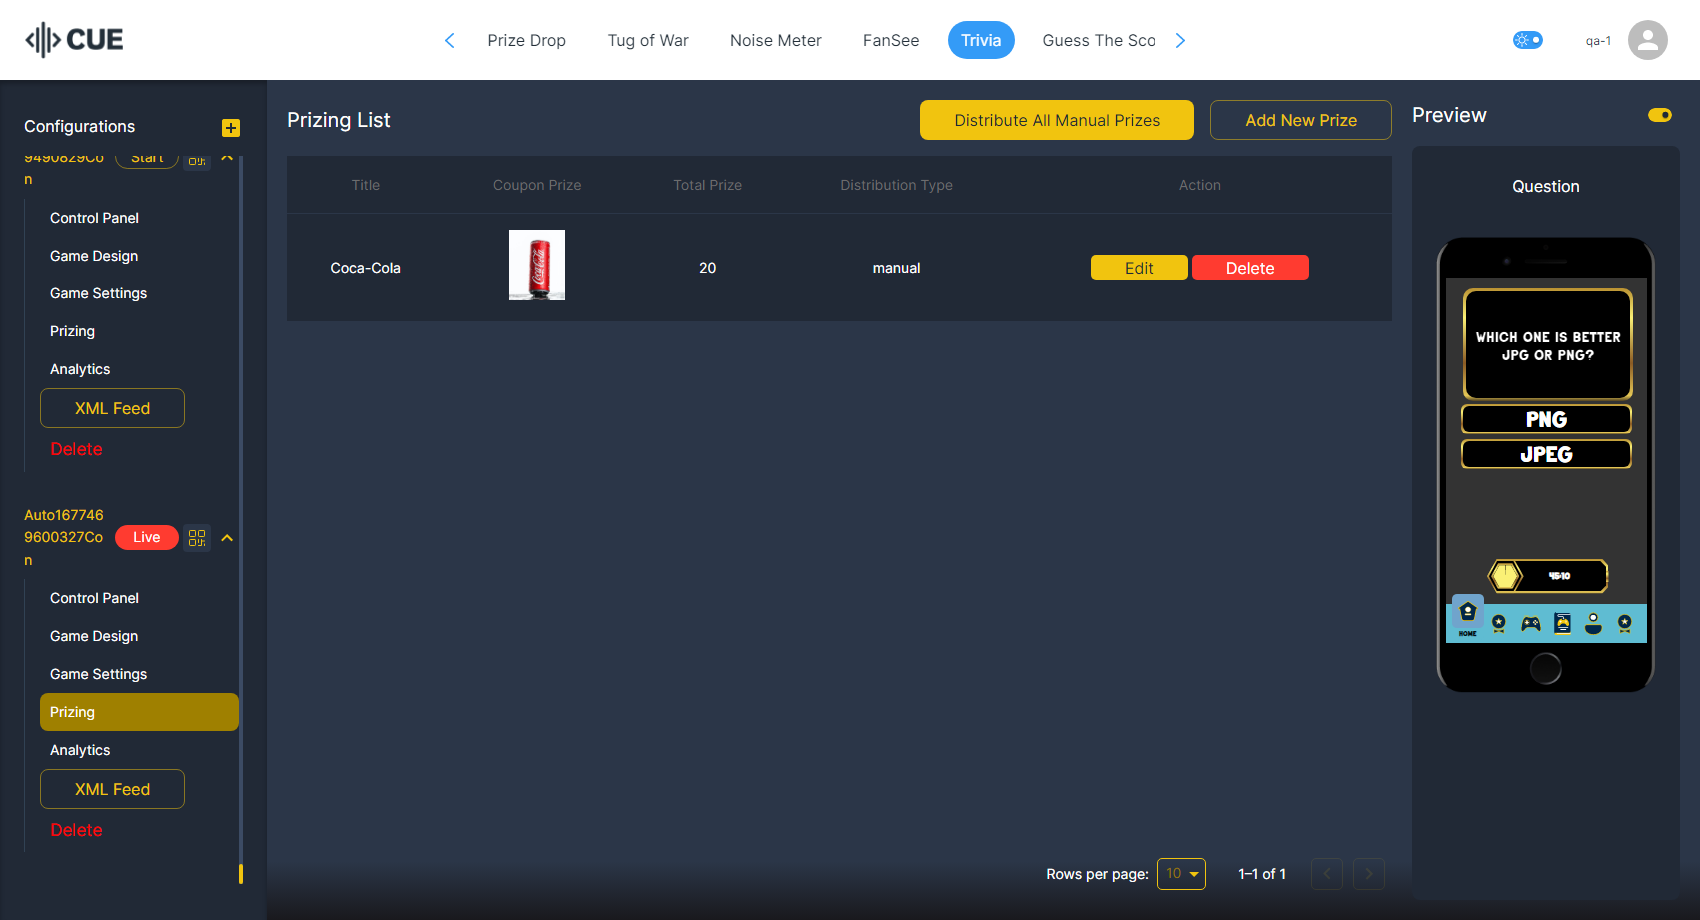 CUE
Prize Drop
Tug of War
Noise Meter
FanSee
Trivia
Guess The Sco
qa-1
Configurations
9490829Co
n
Start
Control Panel
Game Design
Game Settings
Prizing
Analytics
XML Feed
Delete
Auto167746
9600327Co
n
Live
Control Panel
Game Design
Game Settings
Prizing
Analytics
XML Feed
Delete
Prizing List
Distribute All Manual Prizes
Add New Prize
Title
Coupon Prize
Total Prize
Distribution Type
Action
Coca-Cola
Coca-Cola
20
manual
Edit
Delete
Rows per page:
10
1–1 of 1
Preview
Question
WHICH ONE IS BETTER
JPG OR PNG?
PNG
JPEG
HOME